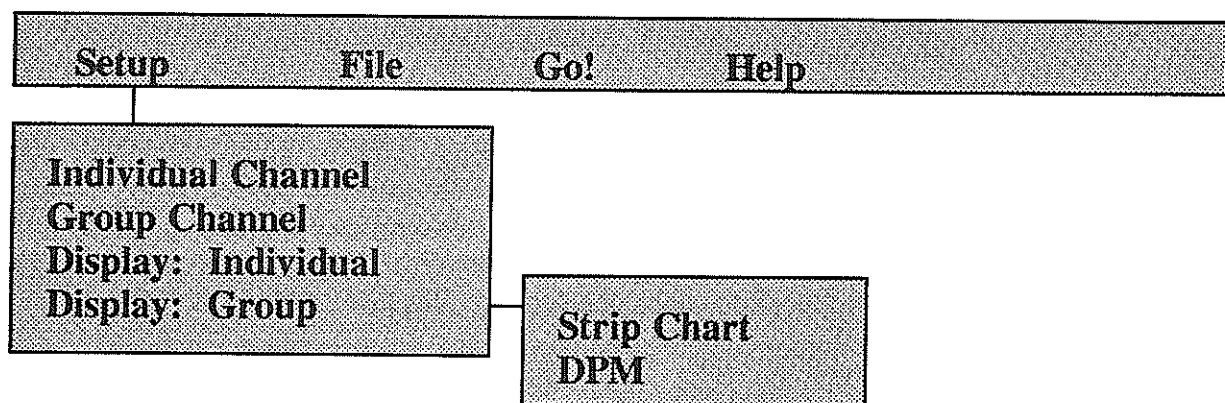 Setup File Go! Help
Individual Channel
Group Channel
Display: Individual
Display: Group
Strip Chart
DPM